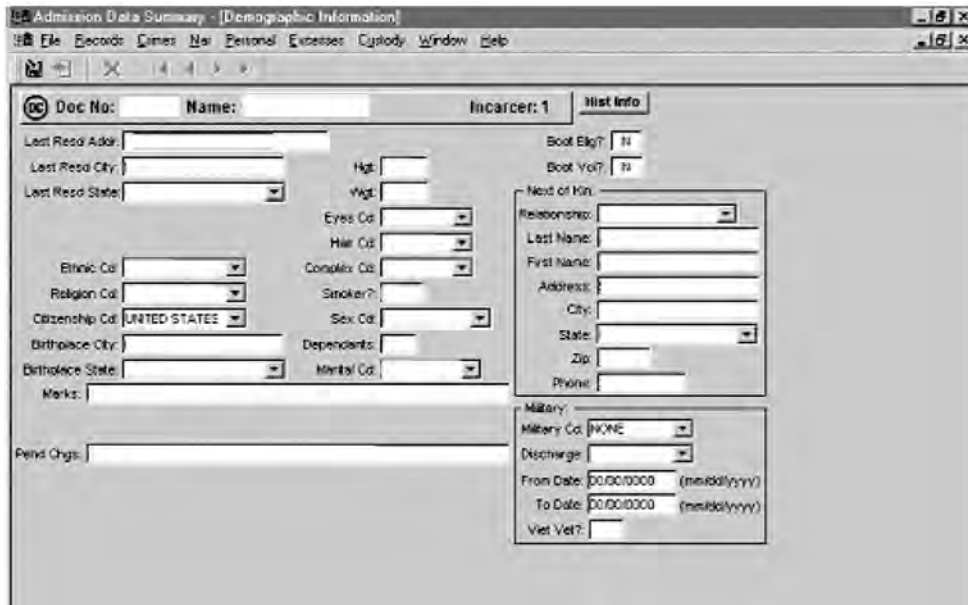 Admission Data Summary - [Demographic Information]
File Records Crimes Nar Personal Excesses Custody Window Help
DC Doc No: Name: Incarcer: 1 Hist Info
Last Resd Addr: Boot Elig?: N
Last Resd City: Hgt: Boot Vol?: N
Last Resd State: Wgt: Next of Kin:
Eyes Cd: Relationship:
Hair Cd: Last Name:
Ethnic Cd: Complex Cd: First Name:
Religion Cd: Smoker?: Address:
Citizenship Cd: UNITED STATES Sex Cd: City:
Birthplace City: Dependants: State:
Zip:
Birthplace State: Marital Cd: Phone:
Marks:
Military:
Military Cd: NONE
Pend Chgs: Discharge:
From Date: 00/00/0000 (mm/dd/yyyy)
To Date: 00/00/0000 (mm/dd/yyyy)
Viet Vet?: